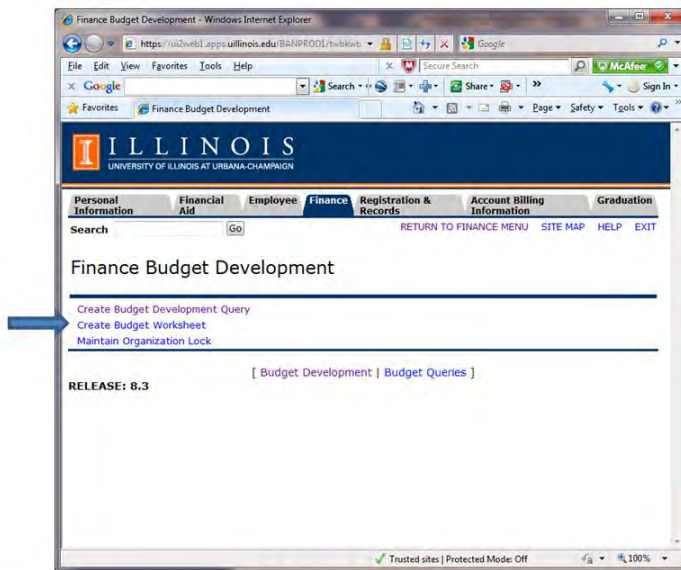 Finance Budget Development - Windows Internet Explorer
https://ui2web1.apps.uillinois.edu/BANPROD1/twbkwb
Google
File Edit View Favorites Tools Help
x Secure Search McAfee
x Google Search Share >> Sign In
Favorites Finance Budget Development Page Safety Tools >>
I
ILLINOIS
UNIVERSITY OF ILLINOIS AT URBANA-CHAMPAIGN
Personal Information Financial Aid Employee Finance Registration & Records Account Billing Information Graduation
Search Go RETURN TO FINANCE MENU SITE MAP HELP EXIT
Finance Budget Development
Create Budget Development Query
Create Budget Worksheet
Maintain Organization Lock
[ Budget Development | Budget Queries ]
RELEASE: 8.3
Trusted sites | Protected Mode: Off 100%